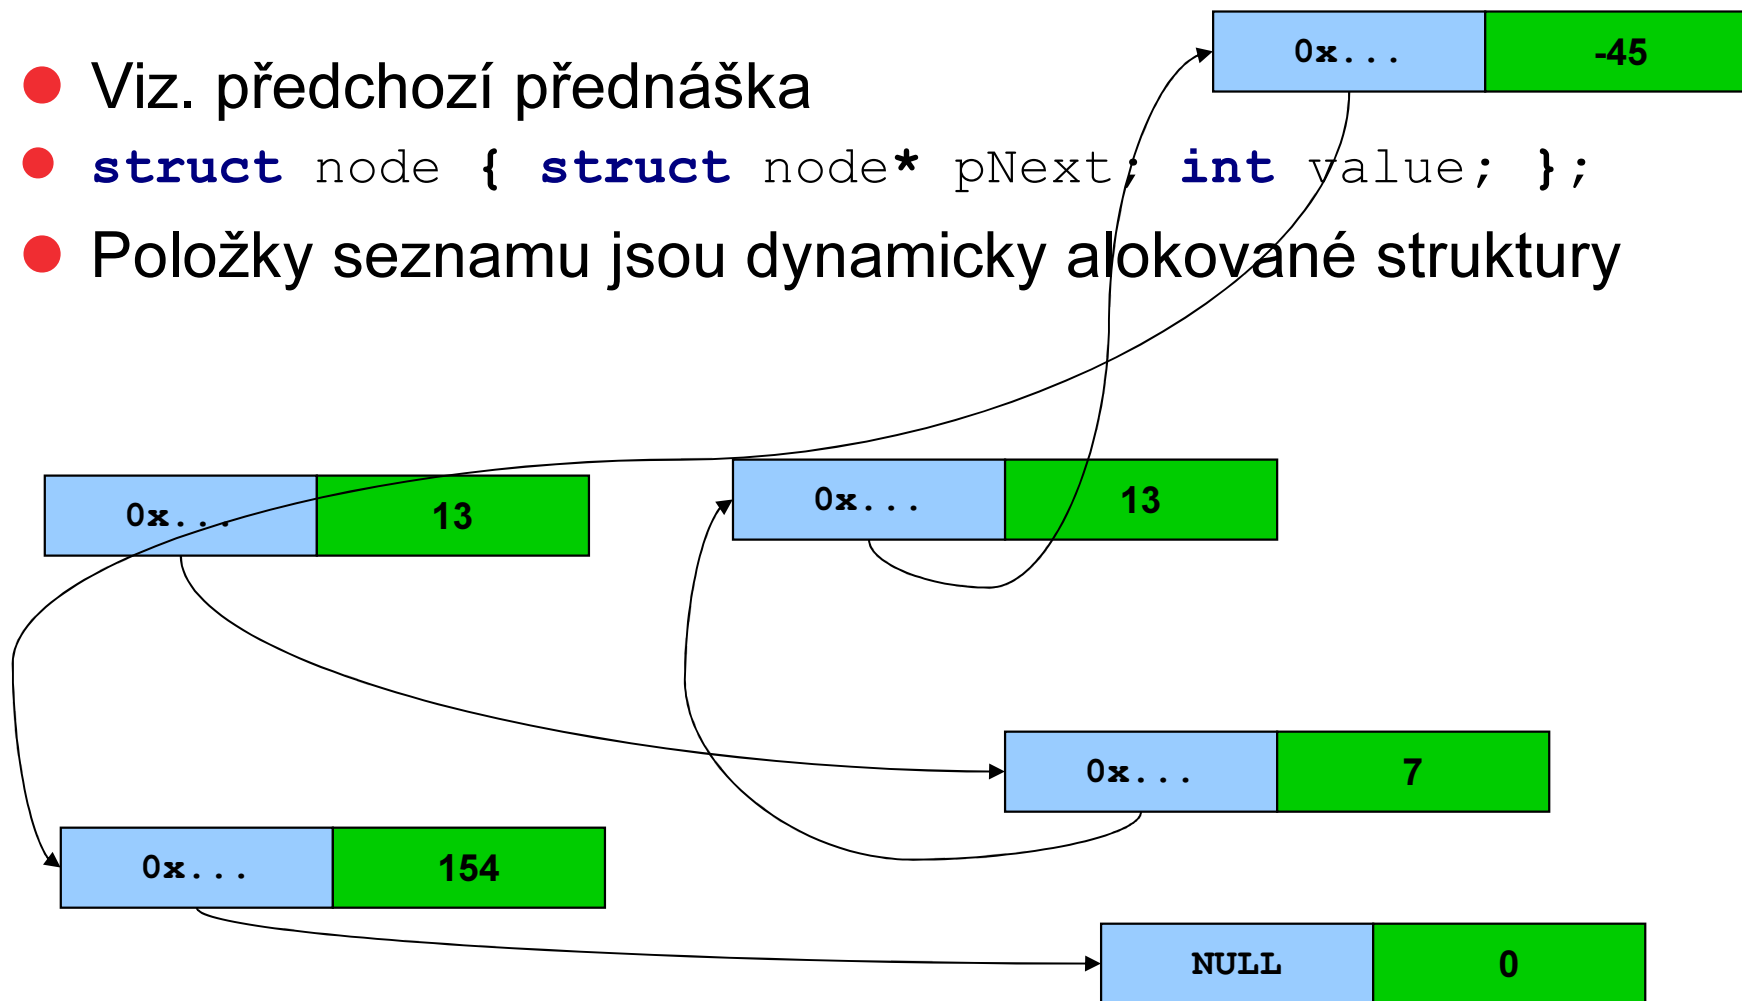 0x... -45
Viz. předchozí přednáška
struct node { struct node* pNext; int value; };
Položky seznamu jsou dynamicky alokované struktury
0x... 13
0x... 13
0x... 7
0x... 154
NULL 0